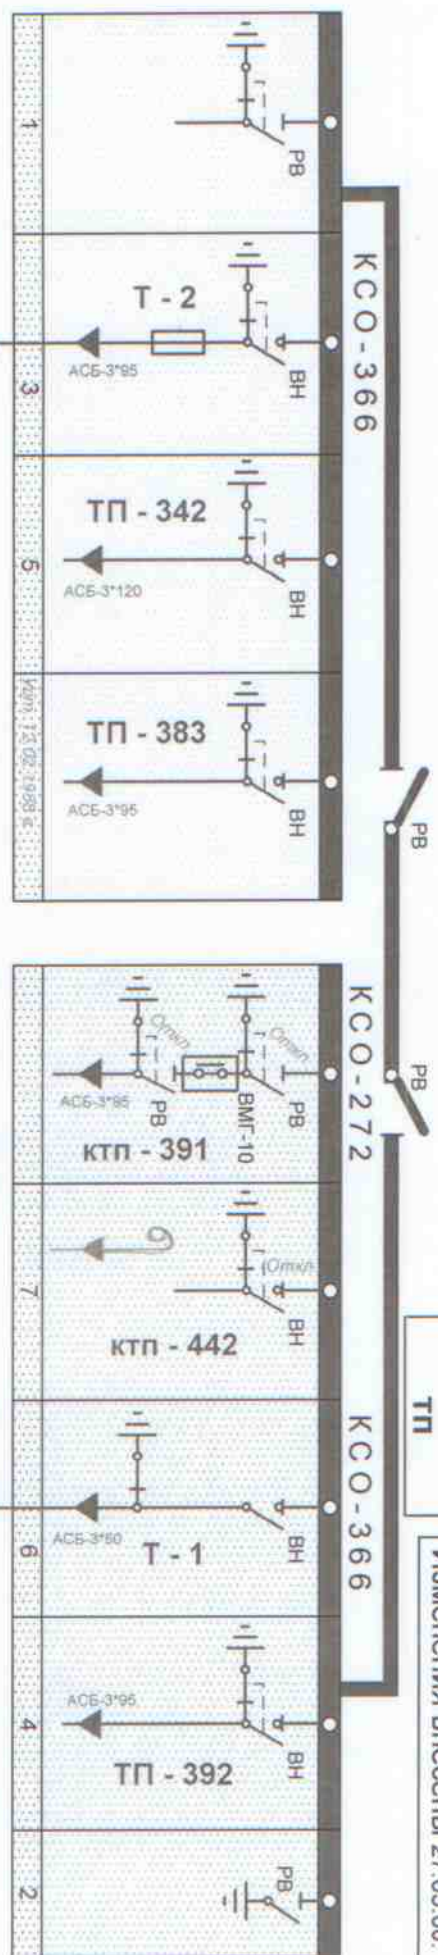 ТП
КСО-366
КСО-272
КСО-366
РВ
РВ
РВ
1
Т - 2
ВН
АСБ-3*95
3
ТП - 342
ВН
АСБ-3*120
5
ТП - 383
ВН
АСБ-3*95
Откл
РВ
ВМГ-10
Откл
РВ
АСБ-3*95
ктп - 391
Откл
ВН
ктп - 442
7
ВН
Т - 1
6
ВН
АСБ-3*95
ТП - 392
4
РВ
2